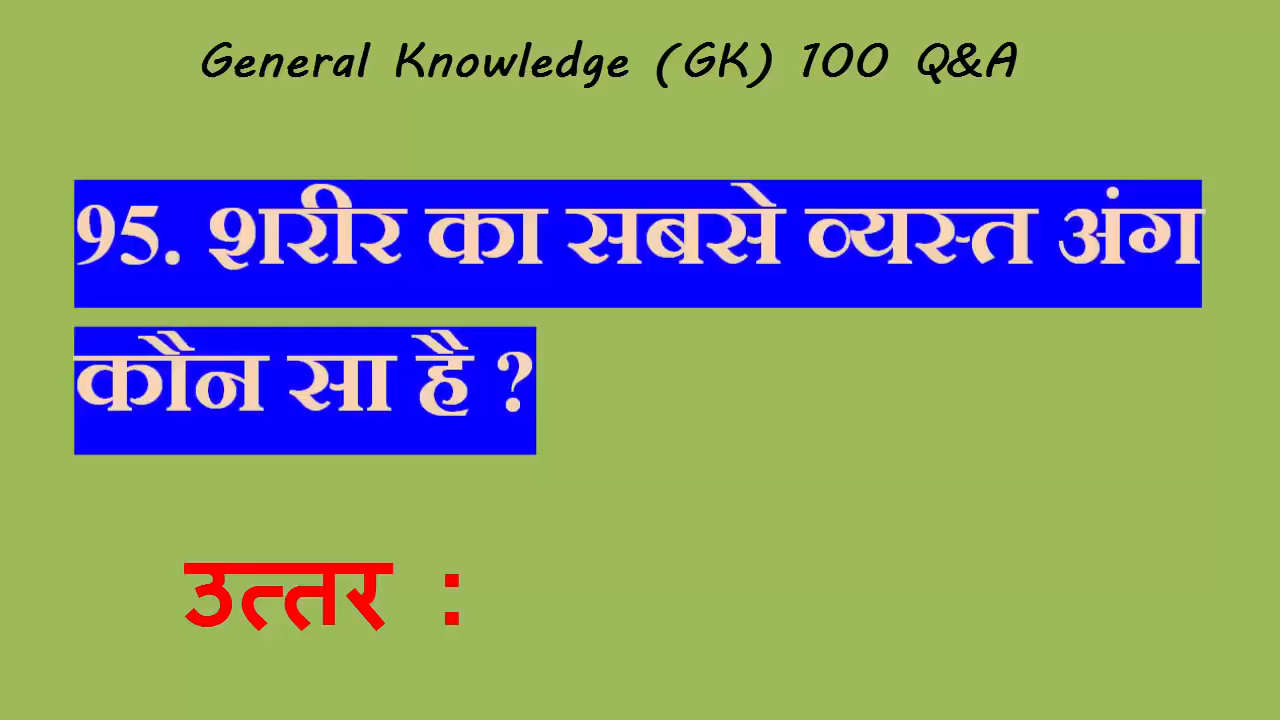 General Knowledge (GK) 100 Q&A
95. शरीर का सबसे व्यस्त अंग
कौन सा है ?
उत्तर :